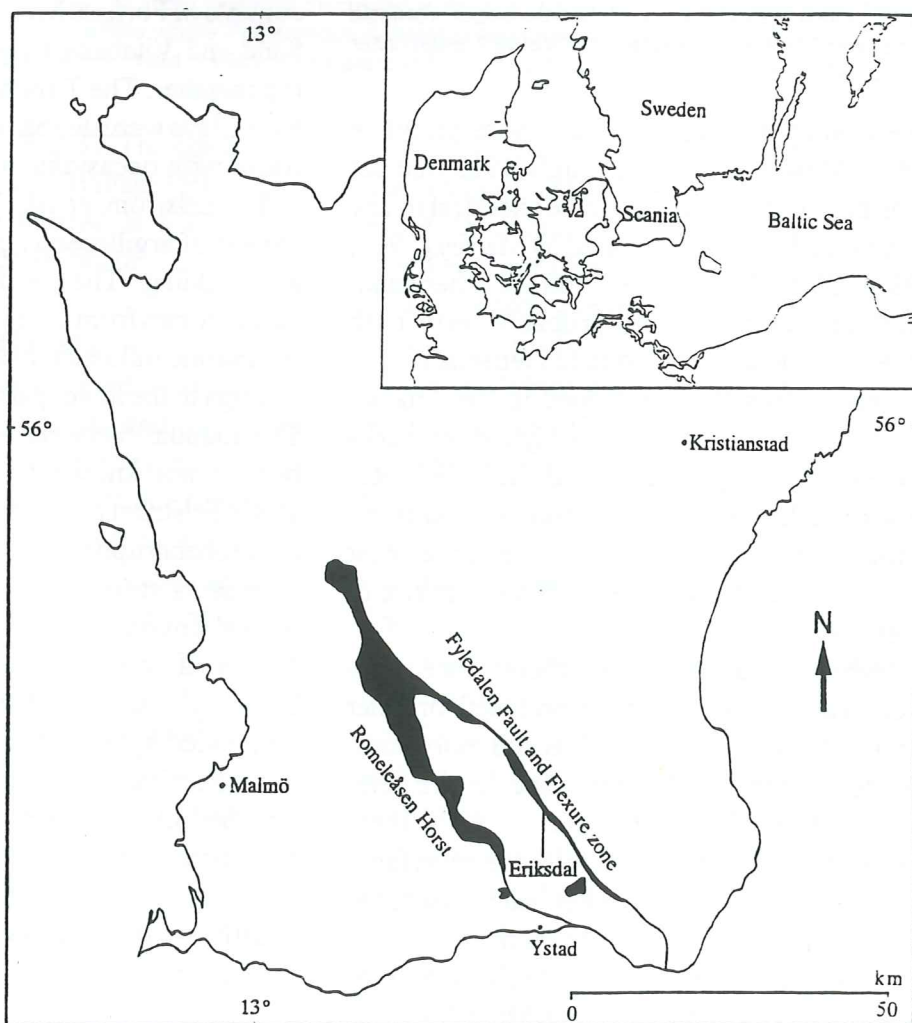 13°
Sweden
Denmark
Scania
Baltic Sea
56°
56°
Kristianstad
N
Fyledalen Fault and Flexure zone
Romeleåsen Horst
Malmö
Eriksdal
Ystad
km
13°
0
50